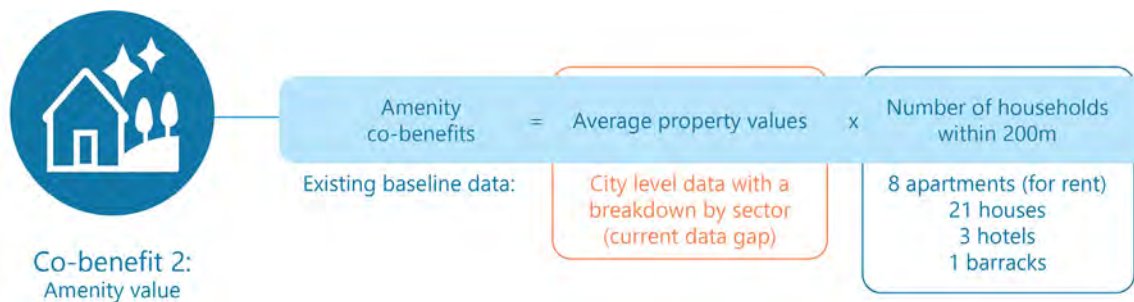 Amenity
co-benefits
=
Average property values
x
Number of households
within 200m
Existing baseline data:
City level data with a
breakdown by sector
(current data gap)
8 apartments (for rent)
21 houses
3 hotels
1 barracks
Co-benefit 2:
Amenity value